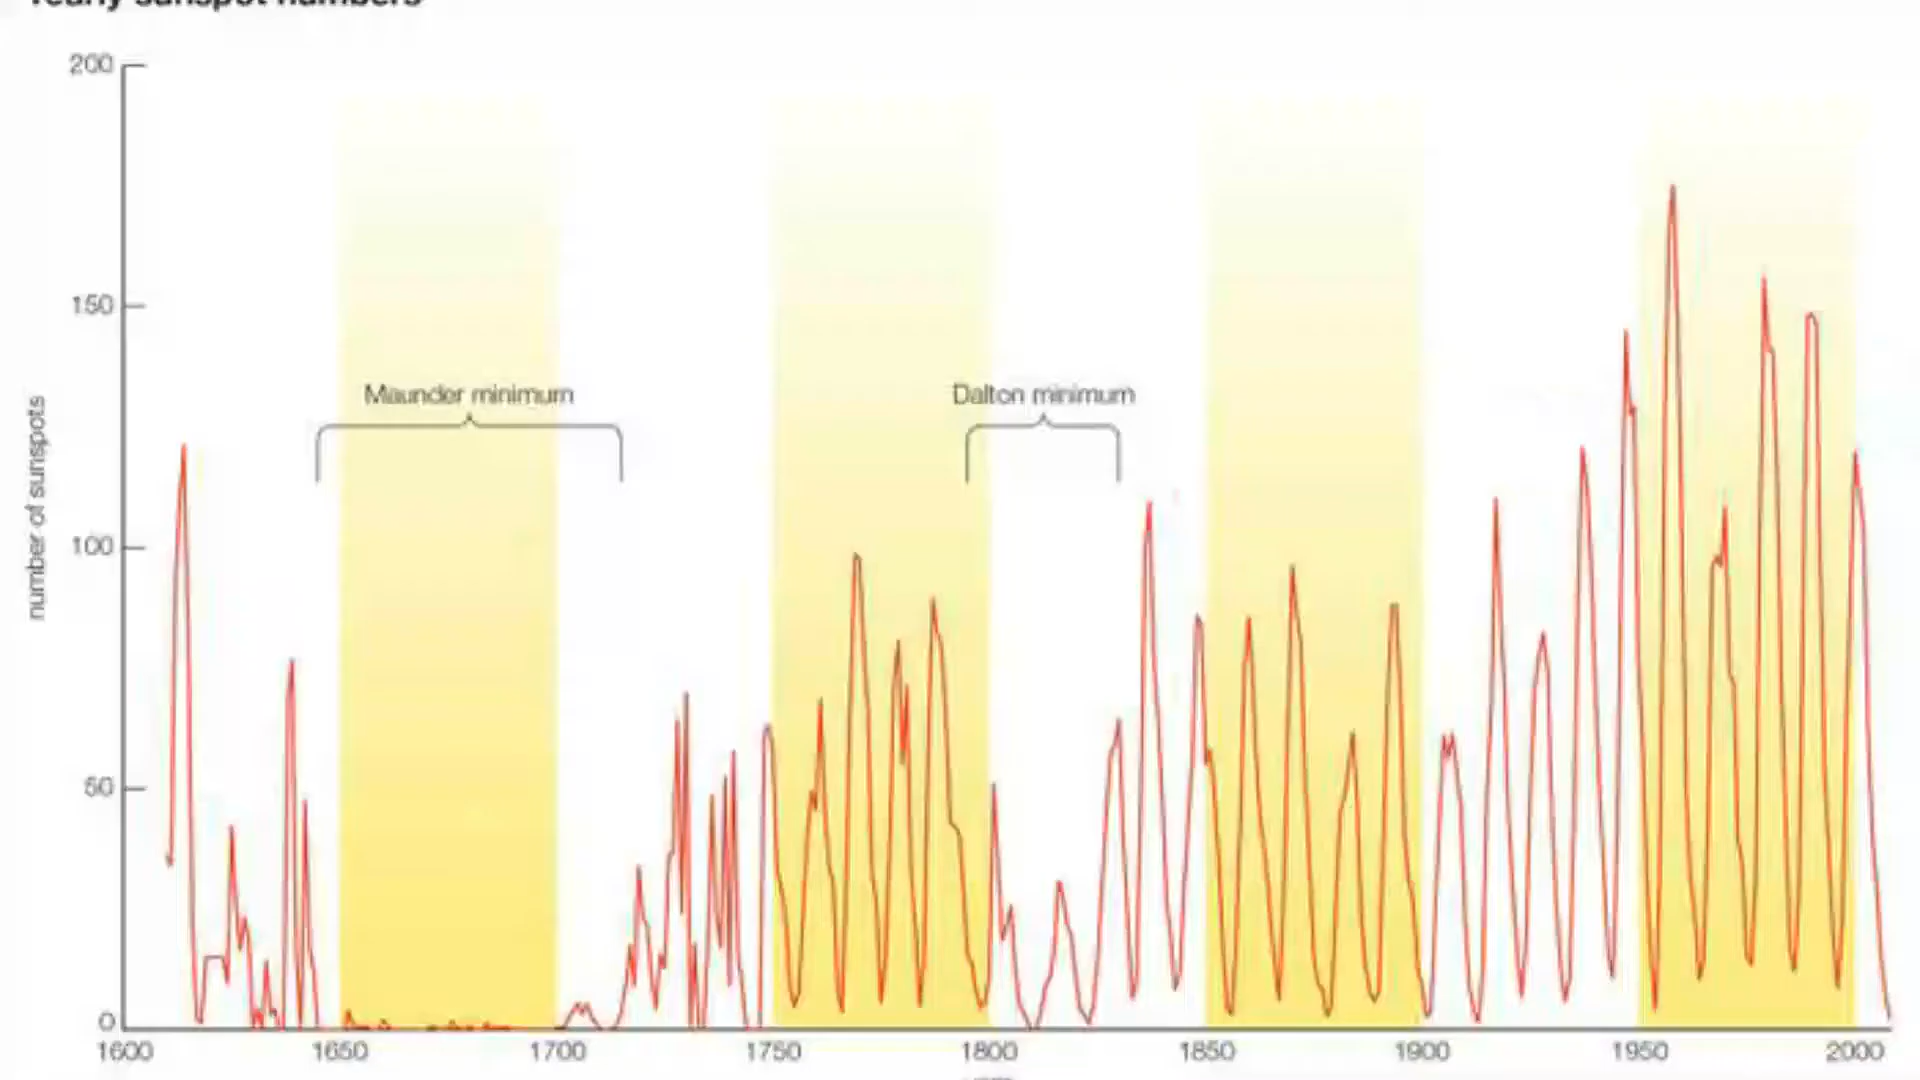 Yearly sunspot numbers
200
150
Maunder minimum
Dalton minimum
number of sunspots
100
50
0
1600 1650 1700 1750 1800 1850 1900 1950 2000